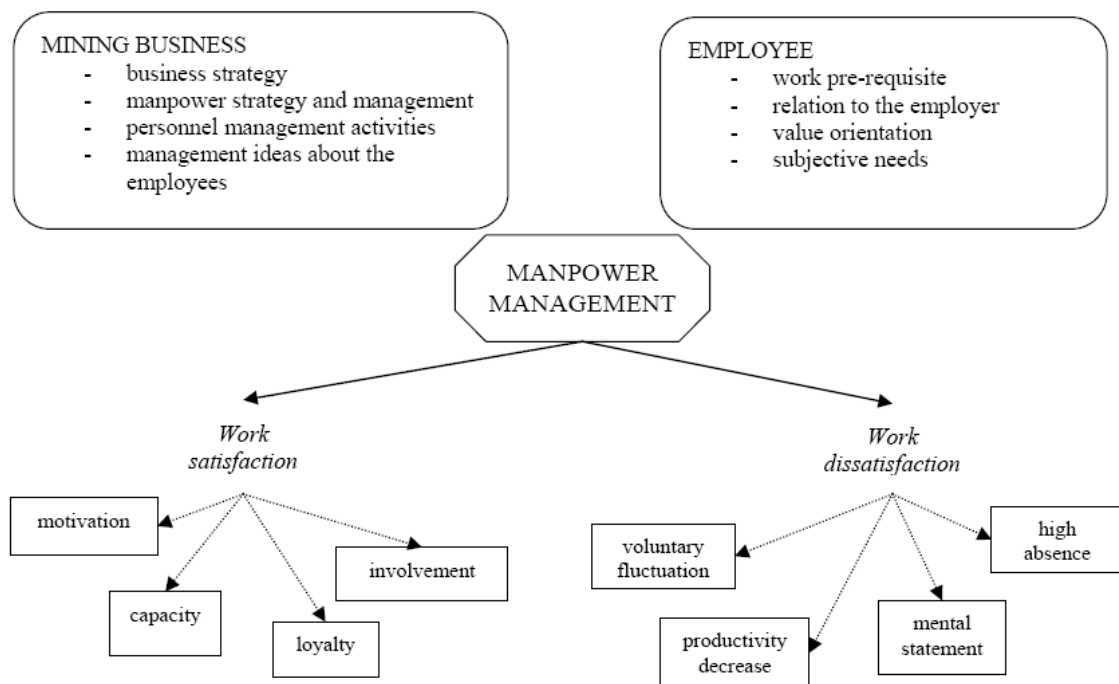 MINING BUSINESS
- business strategy
- manpower strategy and management
- personnel management activities
- management ideas about the
employees
EMPLOYEE
- work pre-requisite
- relation to the employer
- value orientation
- subjective needs
MANPOWER
MANAGEMENT
Work
satisfaction
Work
dissatisfaction
motivation
capacity
loyalty
involvement
voluntary
fluctuation
productivity
decrease
mental
statement
high
absence